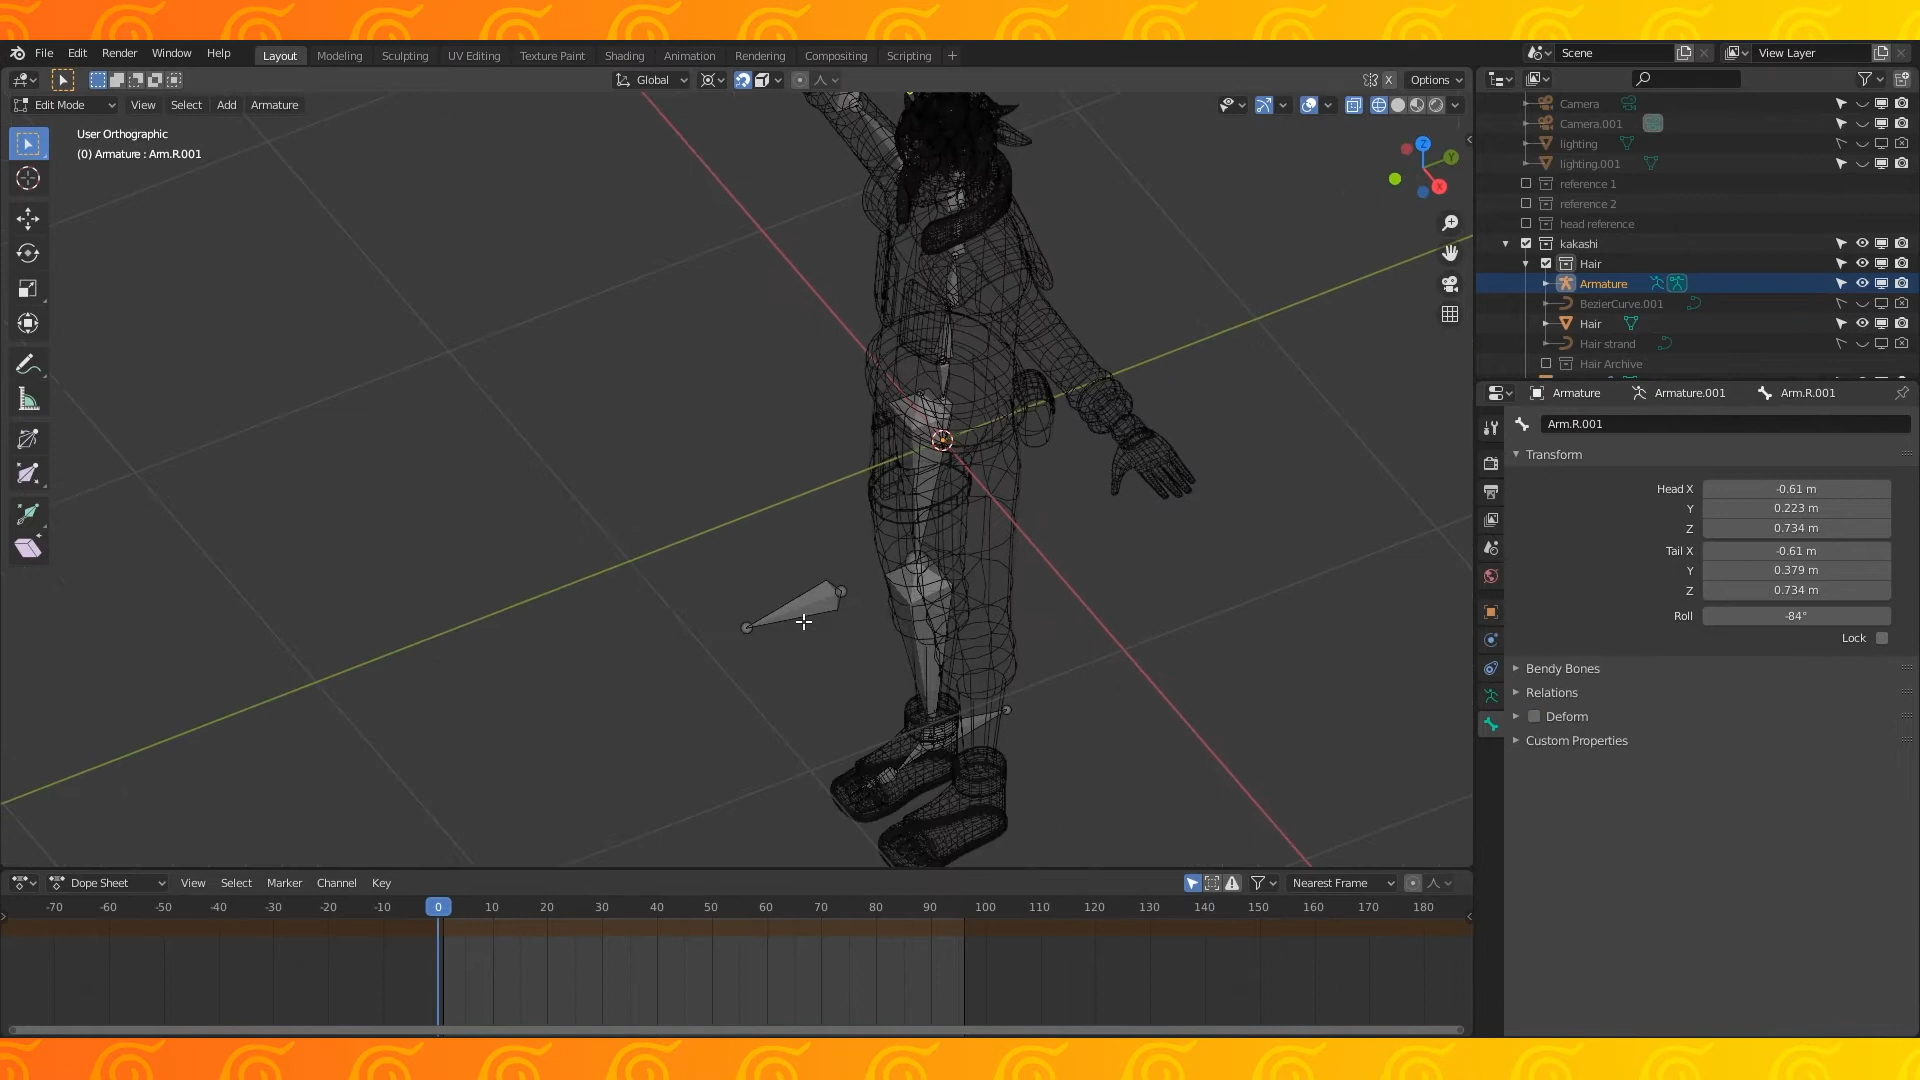 File Edit Render Window Help Layout Modeling Sculpting UV Editing Texture Paint Shading Animation Rendering Compositing Scripting + Scene View Layer
Global X Options
Edit Mode View Select Add Armature
User Orthographic
(0) Armature : Arm.R.001
Z
Y
X
Camera
Camera.001
lighting
lighting.001
reference 1
reference 2
head reference
kakashi
Hair
Armature
BezierCurve.001
Hair
Hair strand
Hair Archive
Armature Armature.001 Arm.R.001
Arm.R.001
Transform
Head X -0.61 m
Y 0.223 m
Z 0.734 m
Tail X -0.61 m
Y 0.379 m
Z 0.734 m
Roll -84°
Lock
Bendy Bones
Relations
Deform
Custom Properties
Dope Sheet View Select Marker Channel Key Nearest Frame
-70 -60 -50 -40 -30 -20 -10 0 10 20 30 40 50 60 70 80 90 100 110 120 130 140 150 160 170 180